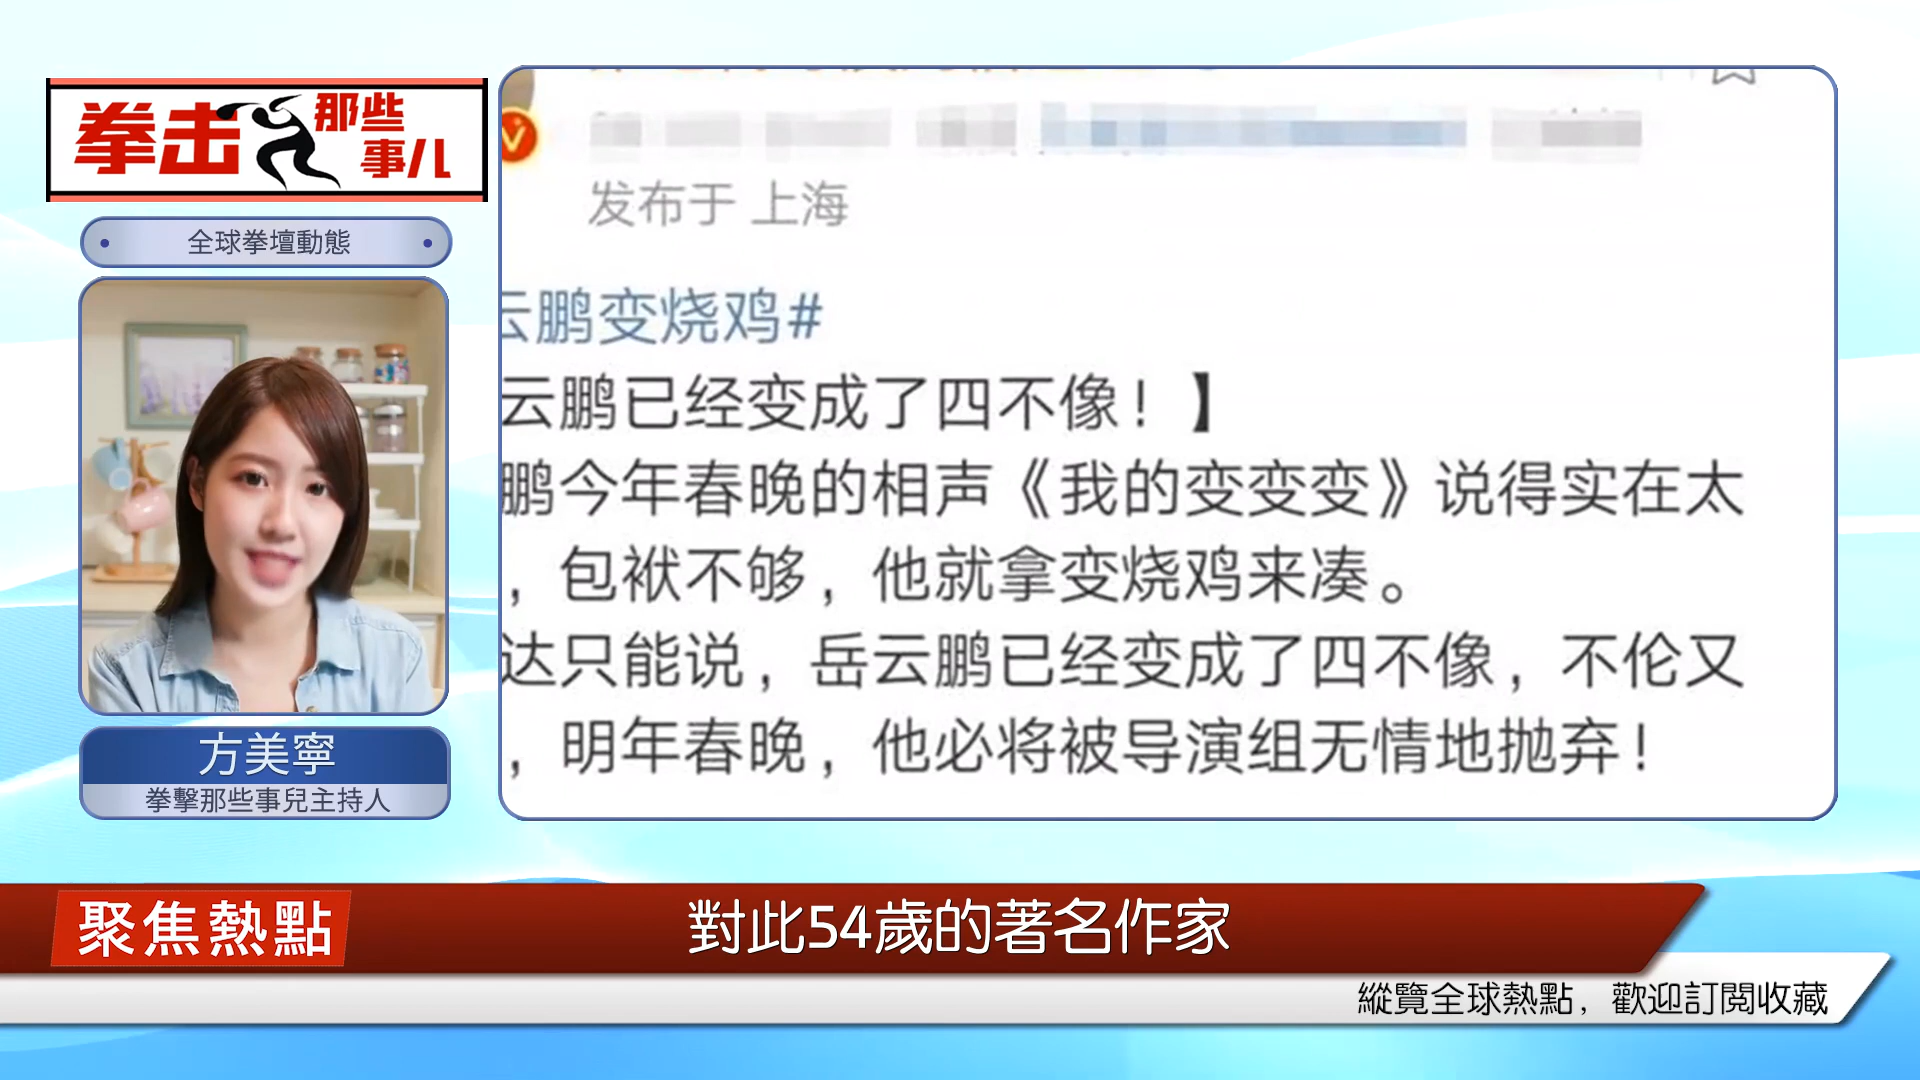 拳击那些事儿
全球拳壇動態
方美寧
拳擊那些事兒主持人
发布于 上海
云鹏变烧鸡#
云鹏已经变成了四不像！】
鹏今年春晚的相声《我的变变变》说得实在太
，包袱不够，他就拿变烧鸡来凑。
达只能说，岳云鹏已经变成了四不像，不伦又
，明年春晚，他必将被导演组无情地抛弃！
聚焦熱點
對此54歲的著名作家
縱覽全球熱點，歡迎訂閱收藏